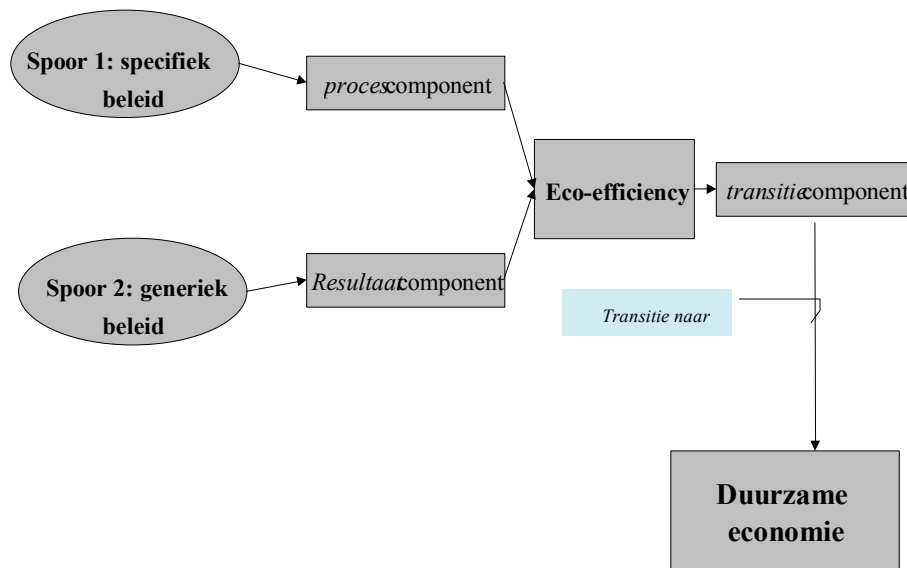 Spoor 1: specifiek
beleid
procescomponent
Eco-efficiency
transitiecomponent
Spoor 2: generiek
beleid
Resultaatcomponent
Transitie naar
Duurzame
economie